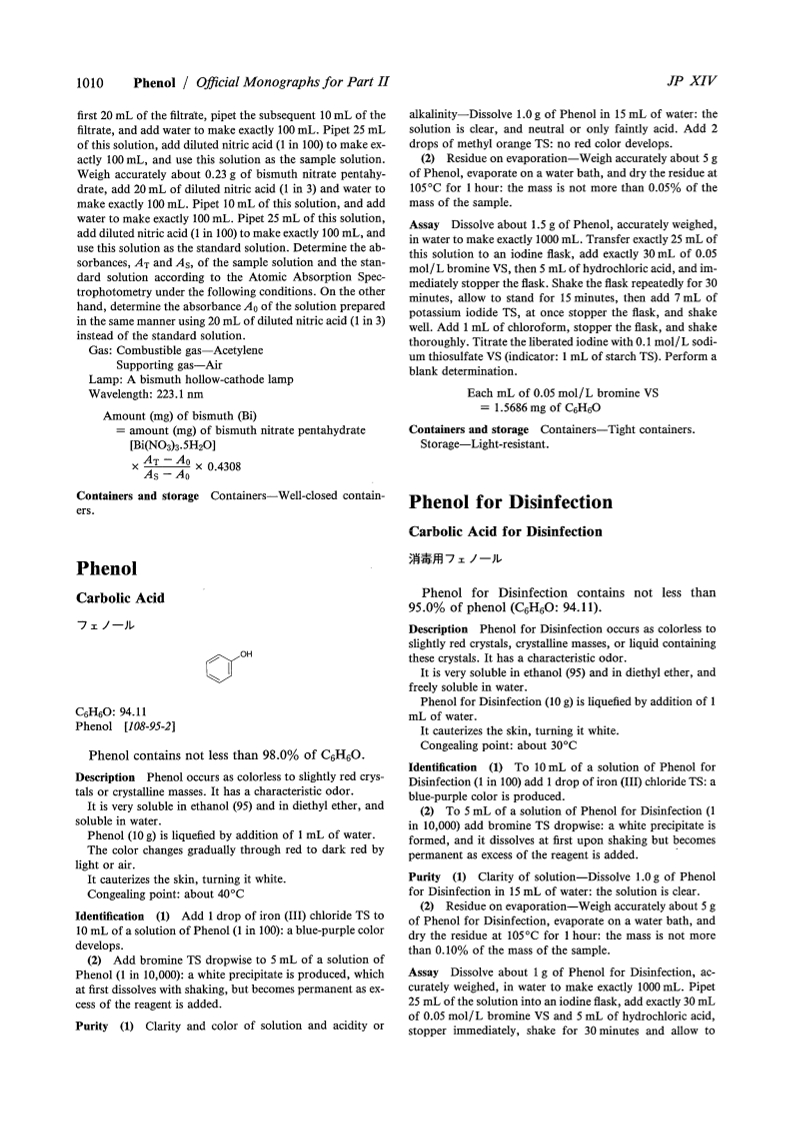 1010 Phenol / Official Monographs for Part II JP XIV
first 20 mL of the filtrate, pipet the subsequent 10 mL of the
filtrate, and add water to make exactly 100 mL. Pipet 25 mL
of this solution, add diluted nitric acid (1 in 100) to make ex-
actly 100 mL, and use this solution as the sample solution.
Weigh accurately about 0.23 g of bismuth nitrate pentahy-
drate, add 20 mL of diluted nitric acid (1 in 3) and water to
make exactly 100 mL. Pipet 10 mL of this solution, and add
water to make exactly 100 mL. Pipet 25 mL of this solution,
add diluted nitric acid (1 in 100) to make exactly 100 mL, and
use this solution as the standard solution. Determine the ab-
sorbances, AT and AS, of the sample solution and the stan-
dard solution according to the Atomic Absorption Spec-
trophotometry under the following conditions. On the other
hand, determine the absorbance A0 of the solution prepared
in the same manner using 20 mL of diluted nitric acid (1 in 3)
instead of the standard solution.
Gas: Combustible gas—Acetylene
Supporting gas—Air
Lamp: A bismuth hollow-cathode lamp
Wavelength: 223.1 nm
Amount (mg) of bismuth (Bi)
= amount (mg) of bismuth nitrate pentahydrate
[Bi(NO3)3.5H2O]
× AT − A0 / AS − A0 × 0.4308
Containers and storage Containers—Well-closed contain-
ers.
Phenol
Carbolic Acid
フェノール
OH
C6H6O: 94.11
Phenol [108-95-2]
Phenol contains not less than 98.0% of C6H6O.
Description Phenol occurs as colorless to slightly red crys-
tals or crystalline masses. It has a characteristic odor.
It is very soluble in ethanol (95) and in diethyl ether, and
soluble in water.
Phenol (10 g) is liquefied by addition of 1 mL of water.
The color changes gradually through red to dark red by
light or air.
It cauterizes the skin, turning it white.
Congealing point: about 40°C
Identification (1) Add 1 drop of iron (III) chloride TS to
10 mL of a solution of Phenol (1 in 100): a blue-purple color
develops.
(2) Add bromine TS dropwise to 5 mL of a solution of
Phenol (1 in 10,000): a white precipitate is produced, which
at first dissolves with shaking, but becomes permanent as ex-
cess of the reagent is added.
Purity (1) Clarity and color of solution and acidity or
alkalinity—Dissolve 1.0 g of Phenol in 15 mL of water: the
solution is clear, and neutral or only faintly acid. Add 2
drops of methyl orange TS: no red color develops.
(2) Residue on evaporation—Weigh accurately about 5 g
of Phenol, evaporate on a water bath, and dry the residue at
105°C for 1 hour: the mass is not more than 0.05% of the
mass of the sample.
Assay Dissolve about 1.5 g of Phenol, accurately weighed,
in water to make exactly 1000 mL. Transfer exactly 25 mL of
this solution to an iodine flask, add exactly 30 mL of 0.05
mol/L bromine VS, then 5 mL of hydrochloric acid, and im-
mediately stopper the flask. Shake the flask repeatedly for 30
minutes, allow to stand for 15 minutes, then add 7 mL of
potassium iodide TS, at once stopper the flask, and shake
well. Add 1 mL of chloroform, stopper the flask, and shake
thoroughly. Titrate the liberated iodine with 0.1 mol/L sodi-
um thiosulfate VS (indicator: 1 mL of starch TS). Perform a
blank determination.
Each mL of 0.05 mol/L bromine VS
= 1.5686 mg of C6H6O
Containers and storage Containers—Tight containers.
Storage—Light-resistant.
Phenol for Disinfection
Carbolic Acid for Disinfection
消毒用フェノール
Phenol for Disinfection contains not less than
95.0% of phenol (C6H6O: 94.11).
Description Phenol for Disinfection occurs as colorless to
slightly red crystals, crystalline masses, or liquid containing
these crystals. It has a characteristic odor.
It is very soluble in ethanol (95) and in diethyl ether, and
freely soluble in water.
Phenol for Disinfection (10 g) is liquefied by addition of 1
mL of water.
It cauterizes the skin, turning it white.
Congealing point: about 30°C
Identification (1) To 10 mL of a solution of Phenol for
Disinfection (1 in 100) add 1 drop of iron (III) chloride TS: a
blue-purple color is produced.
(2) To 5 mL of a solution of Phenol for Disinfection (1
in 10,000) add bromine TS dropwise: a white precipitate is
formed, and it dissolves at first upon shaking but becomes
permanent as excess of the reagent is added.
Purity (1) Clarity of solution—Dissolve 1.0 g of Phenol
for Disinfection in 15 mL of water: the solution is clear.
(2) Residue on evaporation—Weigh accurately about 5 g
of Phenol for Disinfection, evaporate on a water bath, and
dry the residue at 105°C for 1 hour: the mass is not more
than 0.10% of the mass of the sample.
Assay Dissolve about 1 g of Phenol for Disinfection, ac-
curately weighed, in water to make exactly 1000 mL. Pipet
25 mL of the solution into an iodine flask, add exactly 30 mL
of 0.05 mol/L bromine VS and 5 mL of hydrochloric acid,
stopper immediately, shake for 30 minutes and allow to